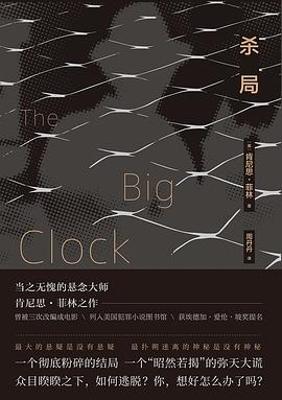 杀局
The
Big
Clock
[美] 肯尼思·菲林 著
周丹丹 译
当之无愧的悬念大师
肯尼思·菲林之作
曾被三次改编成电影 \ 列入美国犯罪小说图书馆 \ 获埃德加·爱伦·坡奖提名
最大的悬疑是没有悬疑 最扑朔迷离的神秘是没有神秘
一个彻底粉碎的结局 一个“昭然若揭”的弥天大谎
众目睽睽之下，如何逃脱？你，想好怎么办了吗？